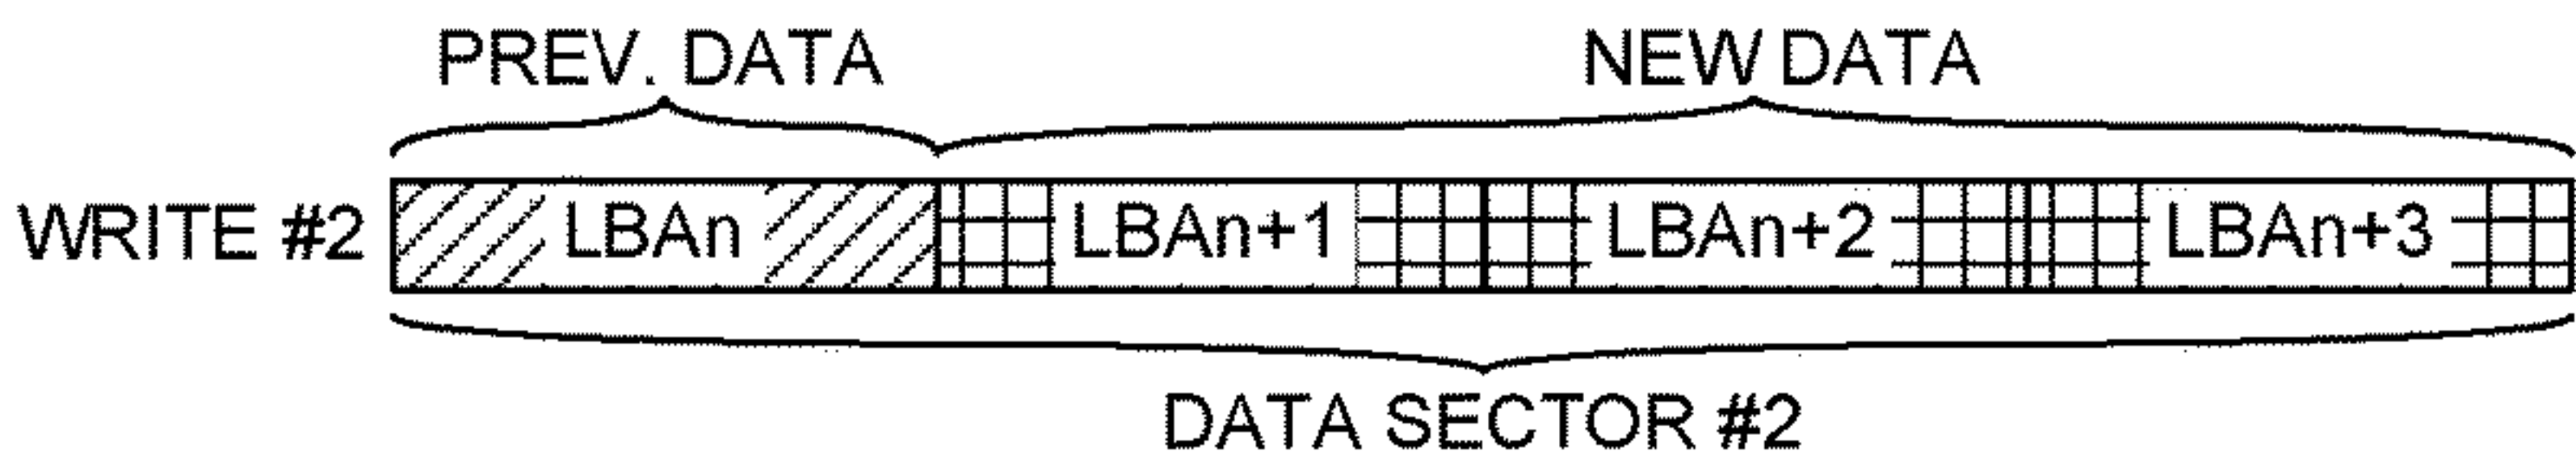 PREV. DATA NEW DATA
WRITE #2 LBAn LBAn+1 LBAn+2 LBAn+3
DATA SECTOR #2